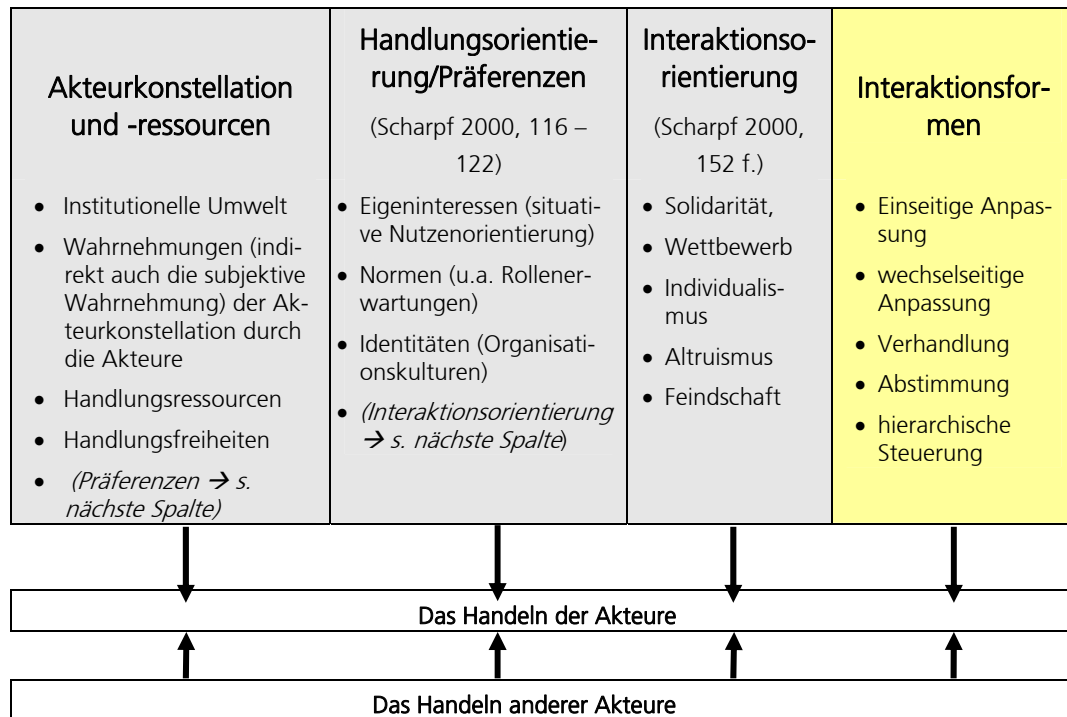 Akteurkonstellation
und -ressourcen
• Institutionelle Umwelt
• Wahrnehmungen (indi-
rekt auch die subjektive
Wahrnehmung) der Ak-
teurkonstellation durch
die Akteure
• Handlungsressourcen
• Handlungsfreiheiten
• (Präferenzen → s.
nächste Spalte)
Handlungsorientie-
rung/Präferenzen
(Scharpf 2000, 116 –
122)
• Eigeninteressen (situati-
ve Nutzenorientierung)
• Normen (u.a. Rollener-
wartungen)
• Identitäten (Organisati-
onskulturen)
• (Interaktionsorientierung
→ s. nächste Spalte)
Interaktionso-
rientierung
(Scharpf 2000,
152 f.)
• Solidarität,
• Wettbewerb
• Individualis-
mus
• Altruismus
• Feindschaft
Interaktionsfor-
men
• Einseitige Anpas-
sung
• wechselseitige
Anpassung
• Verhandlung
• Abstimmung
• hierarchische
Steuerung
Das Handeln der Akteure
Das Handeln anderer Akteure